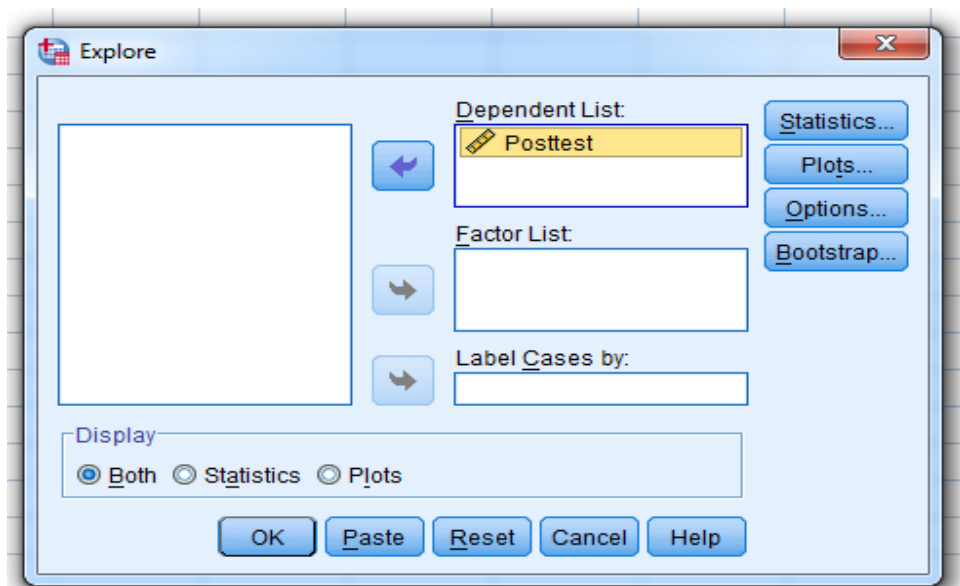 Explore
Dependent List:
Posttest
Factor List:
Label Cases by:
Statistics...
Plots...
Options...
Bootstrap...
Display
Both Statistics Plots
OK Paste Reset Cancel Help